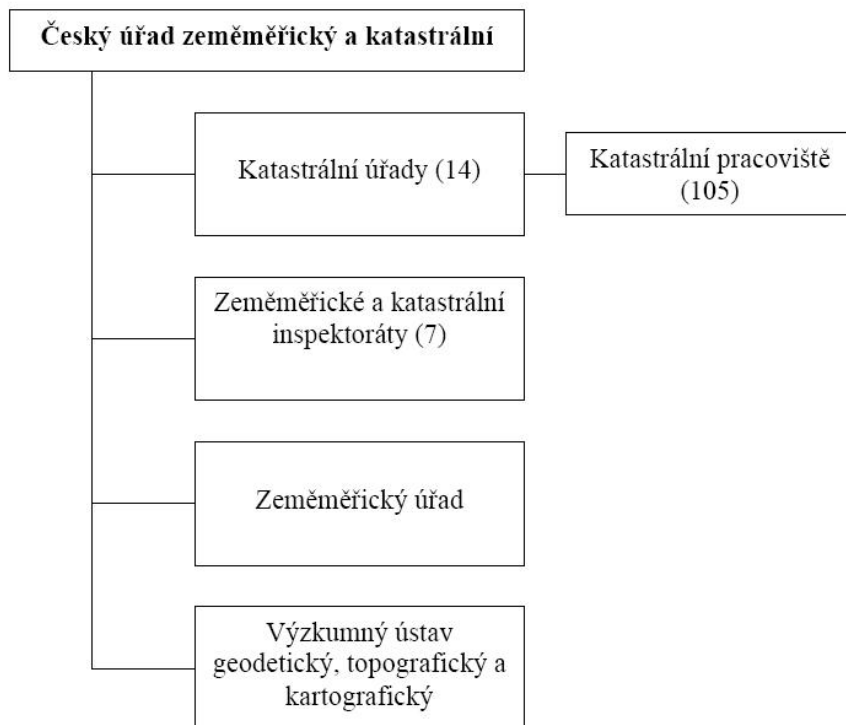 Český úřad zeměměřický a katastrální
Katastrální úřady (14)
Katastrální pracoviště
(105)
Zeměměřické a katastrální
inspektoráty (7)
Zeměměřický úřad
Výzkumný ústav
geodetický, topografický a
kartografický